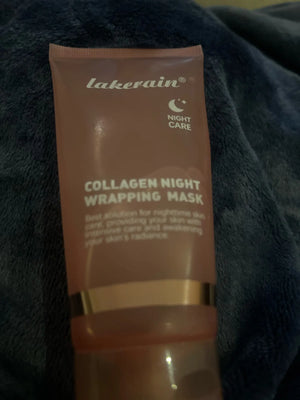 lakerain®
NIGHT
CARE
COLLAGEN NIGHT
WRAPPING MASK
Best solution for nighttime skin
care, providing your skin with
intensive care and awakening
your skin's radiance.